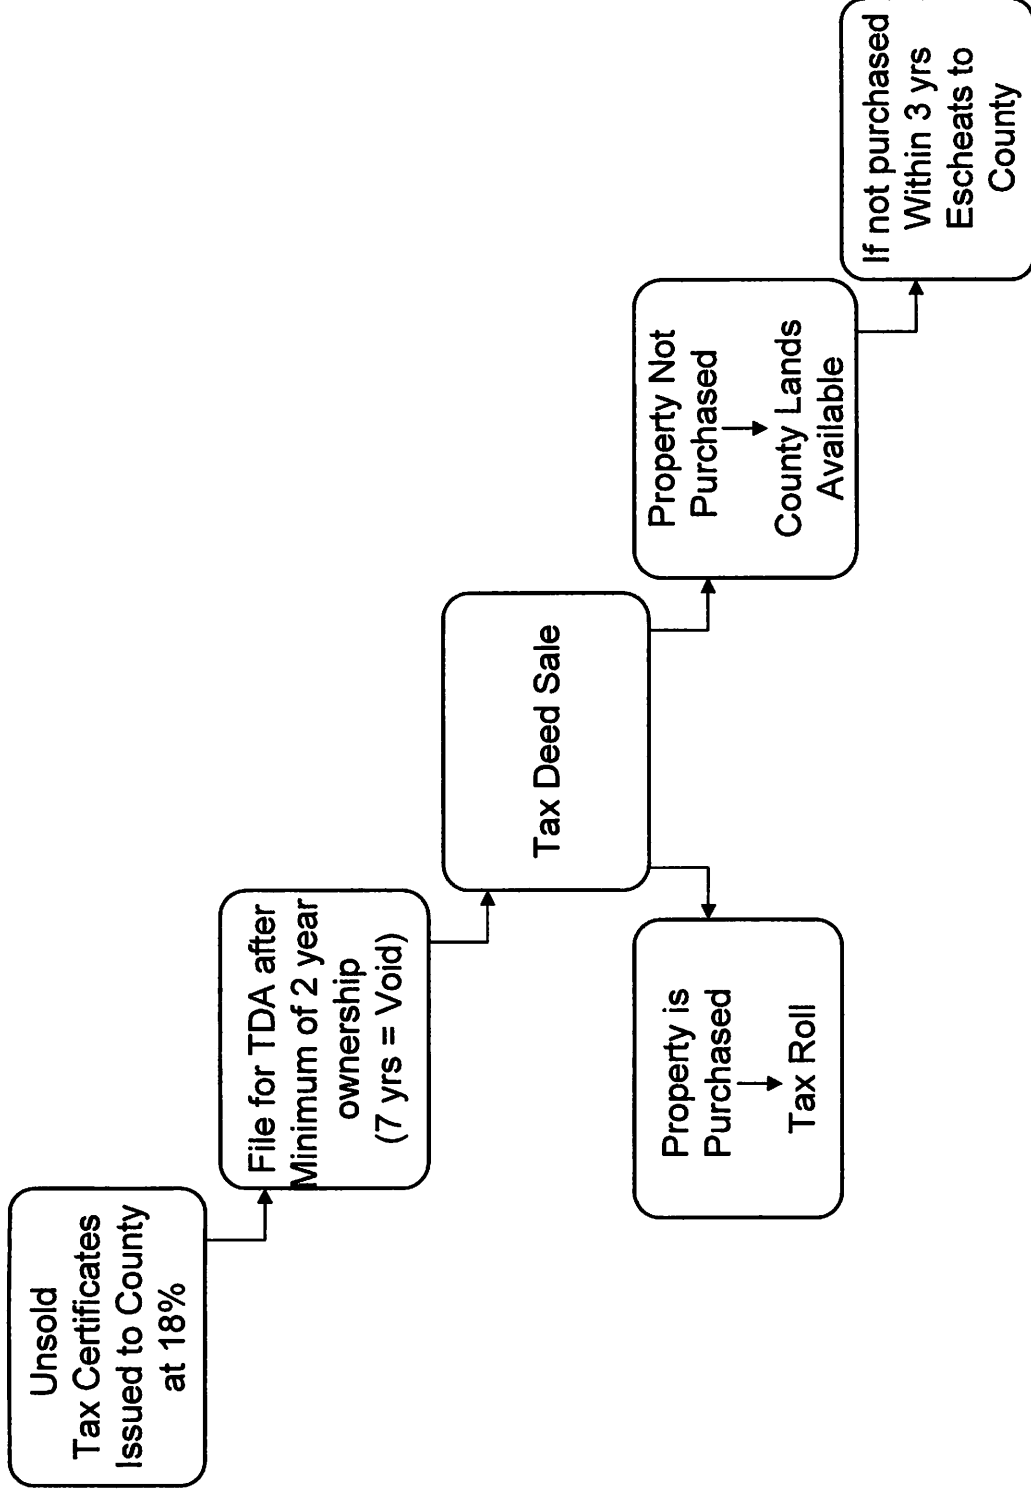 Unsold
Tax Certificates
Issued to County
at 18%
File for TDA after
Minimum of 2 year
ownership
(7 yrs = Void)
Tax Deed Sale
Property is
Purchased
Tax Roll
Property Not
Purchased
County Lands
Available
If not purchased
Within 3 yrs
Escheats to
County